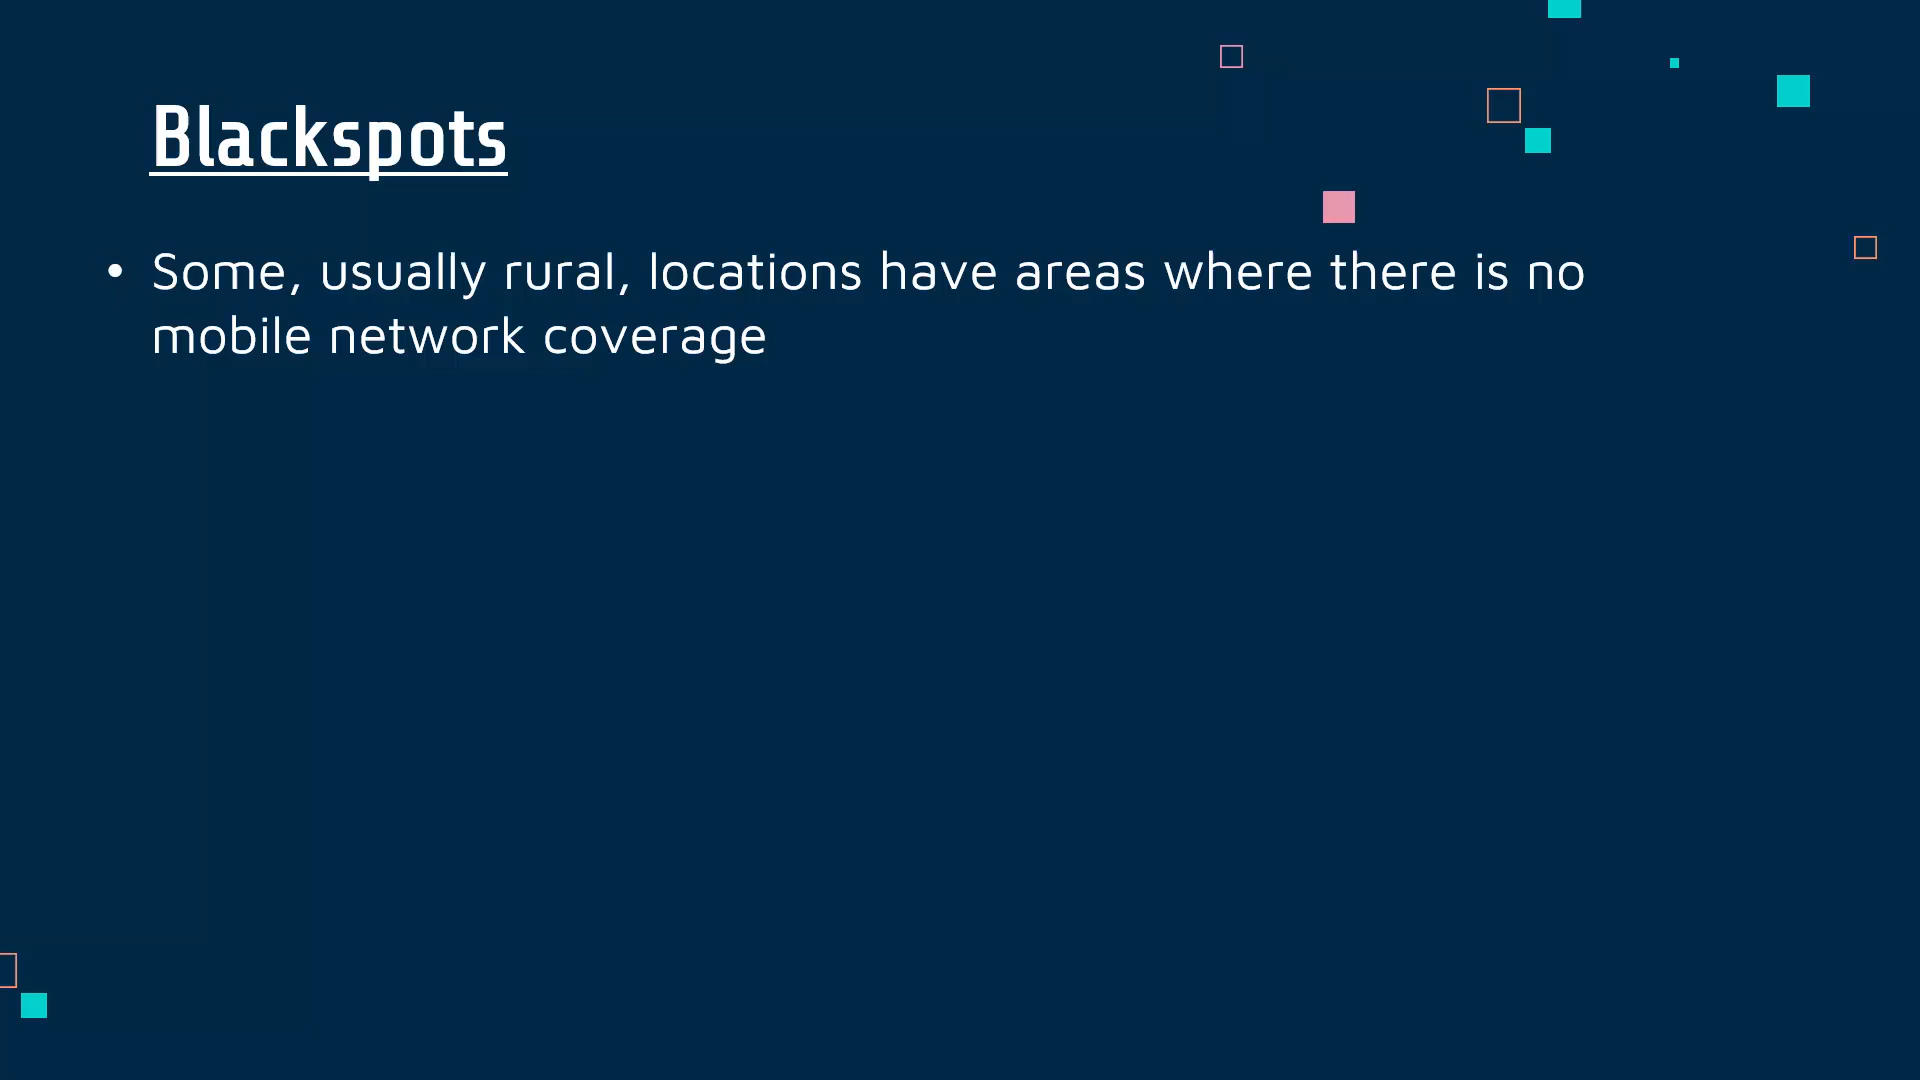 Blackspots
• Some, usually rural, locations have areas where there is no
mobile network coverage